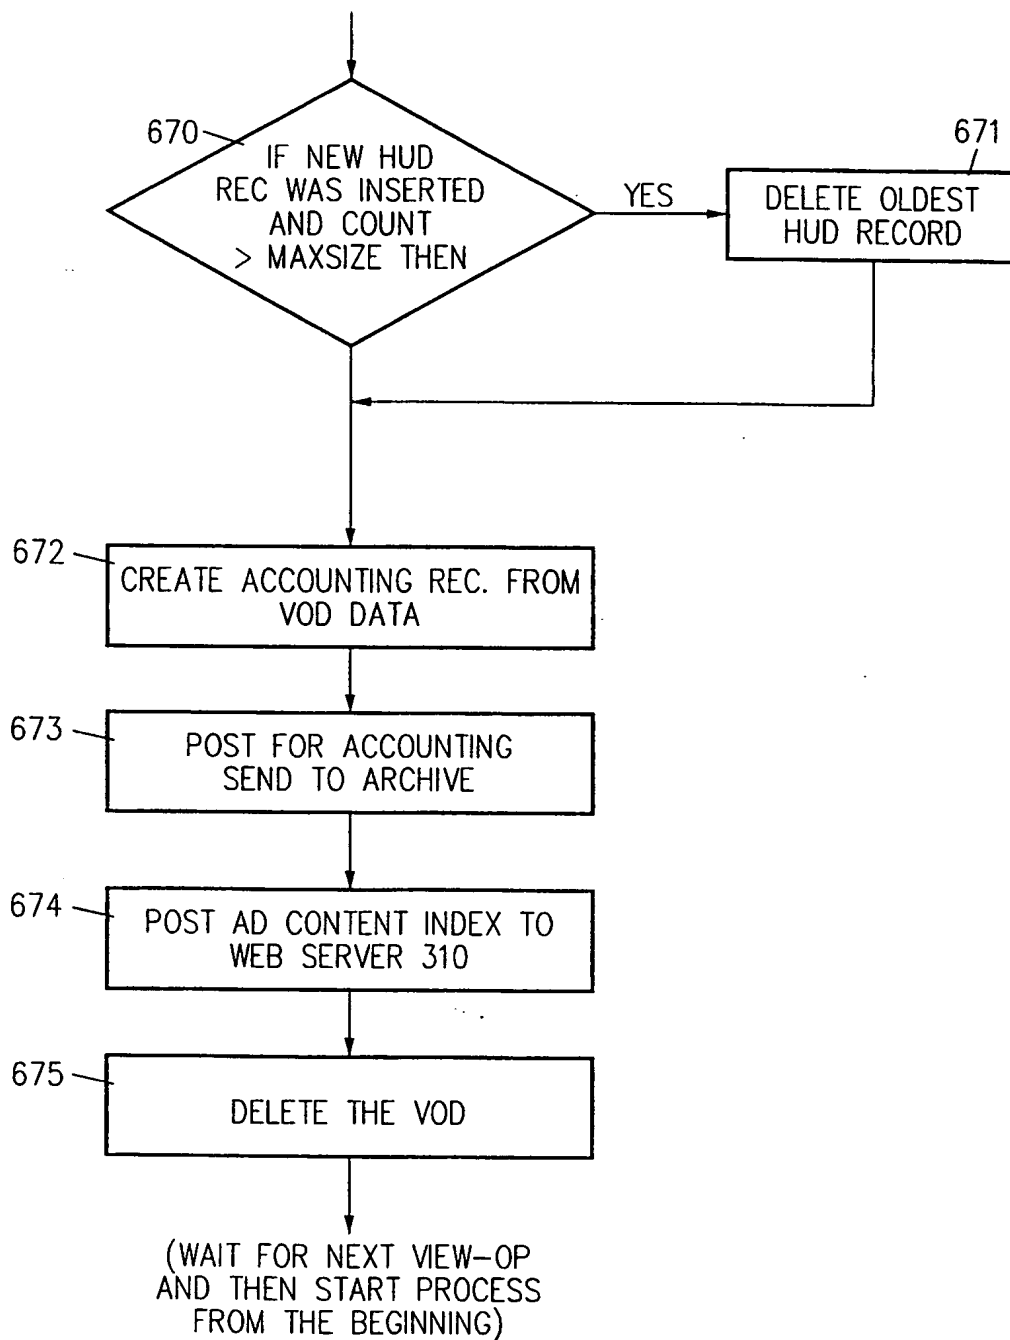 670
IF NEW HUD
REC WAS INSERTED
AND COUNT
> MAXSIZE THEN
YES
671
DELETE OLDEST
HUD RECORD
672
CREATE ACCOUNTING REC. FROM
VOD DATA
673
POST FOR ACCOUNTING
SEND TO ARCHIVE
674
POST AD CONTENT INDEX TO
WEB SERVER 310
675
DELETE THE VOD
(WAIT FOR NEXT VIEW-OP
AND THEN START PROCESS
FROM THE BEGINNING)